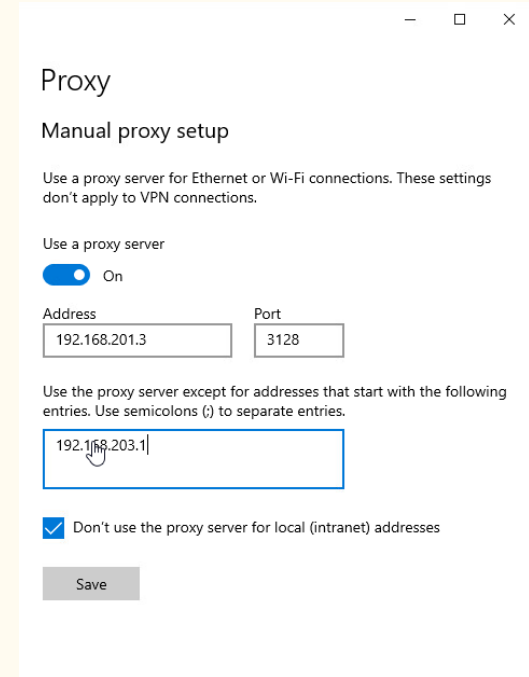 Proxy
Manual proxy setup
Use a proxy server for Ethernet or Wi-Fi connections. These settings
don't apply to VPN connections.
Use a proxy server
On
Address Port
192.168.201.3 3128
Use the proxy server except for addresses that start with the following
entries. Use semicolons (;) to separate entries.
192.168.203.1
Don't use the proxy server for local (intranet) addresses
Save